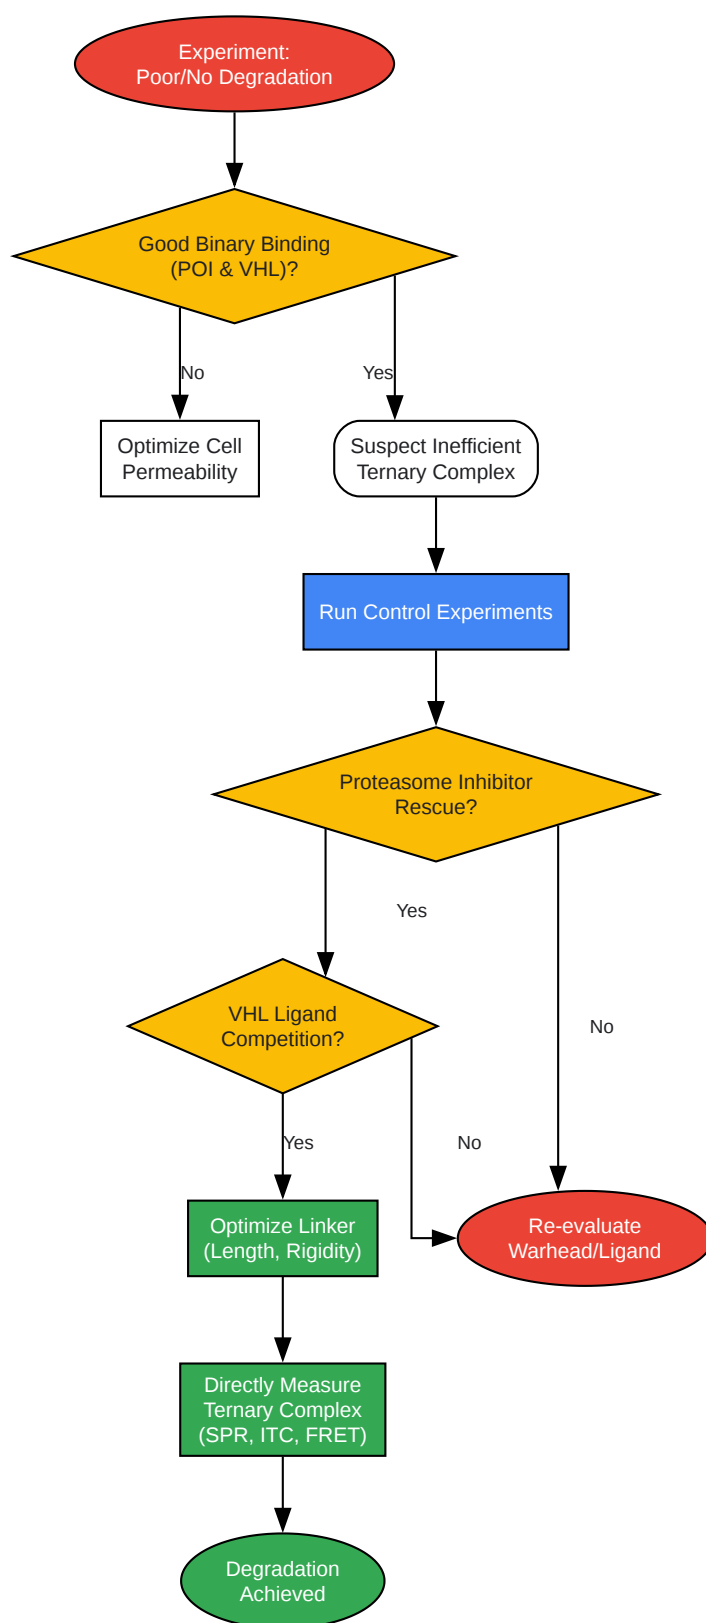 Experiment:
Poor/No Degradation
Good Binary Binding
(POI & VHL)?
No
Yes
Optimize Cell
Permeability
Suspect Inefficient
Ternary Complex
Run Control Experiments
Proteasome Inhibitor
Rescue?
Yes
VHL Ligand
Competition?
No
Yes
No
Optimize Linker
(Length, Rigidity)
Re-evaluate
Warhead/Ligand
Directly Measure
Ternary Complex
(SPR, ITC, FRET)
Degradation
Achieved